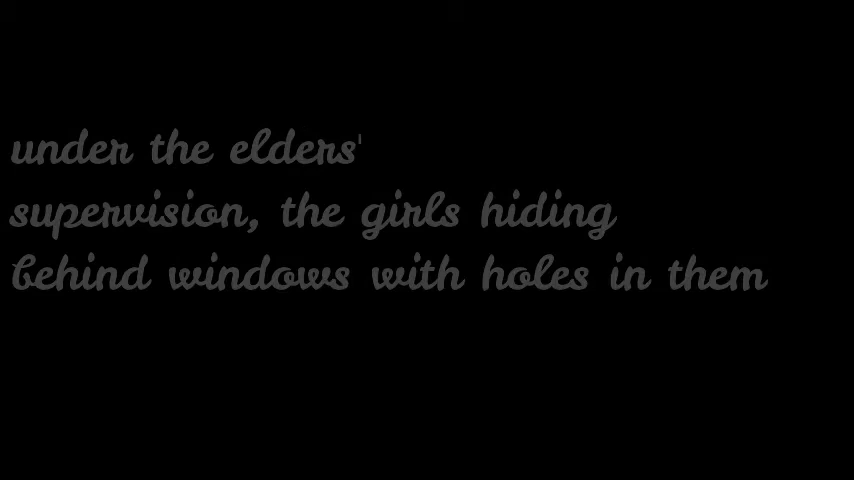 under the elders'
supervision, the girls hiding
behind windows with holes in them